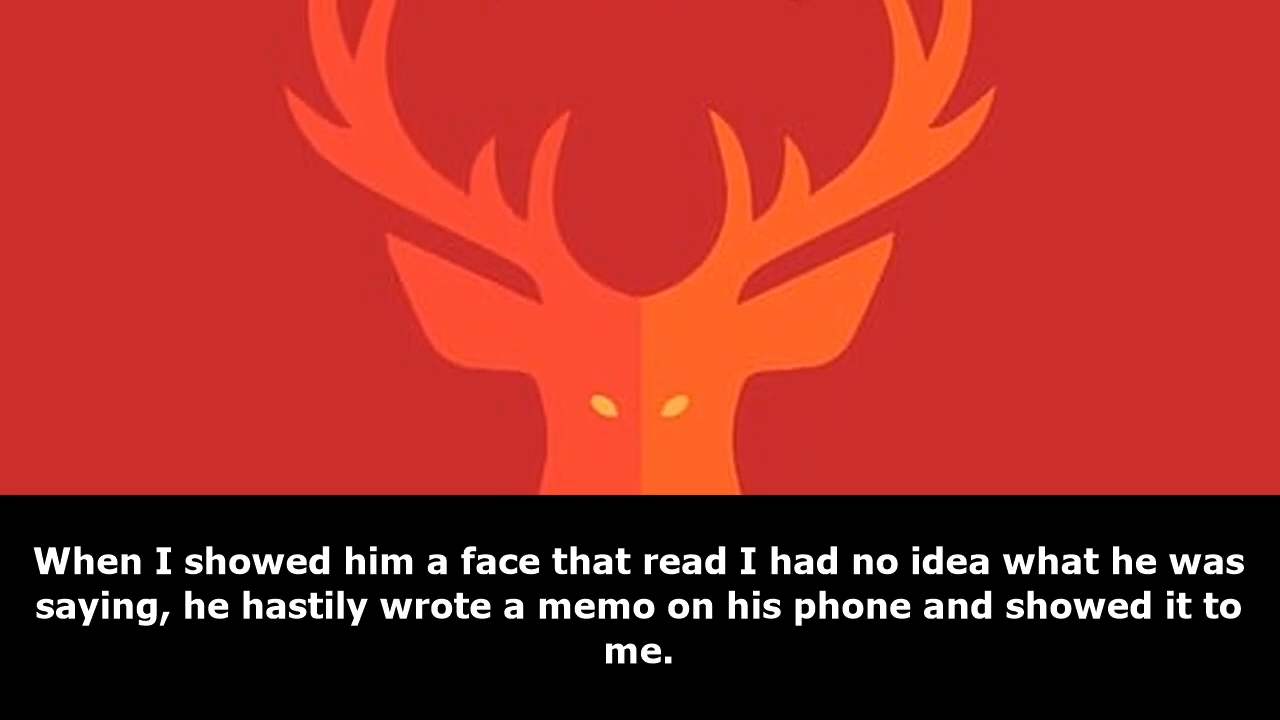 When I showed him a face that read I had no idea what he was
saying, he hastily wrote a memo on his phone and showed it to
me.